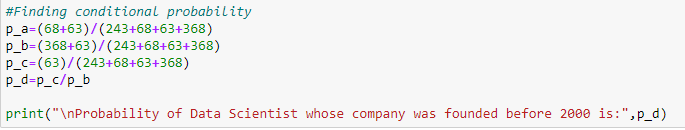 #Finding conditional probability
p_a=(68+63)/(243+68+63+368)
p_b=(368+63)/(243+68+63+368)
p_c=(63)/(243+68+63+368)
p_d=p_c/p_b
print("\nProbability of Data Scientist whose company was founded before 2000 is:",p_d)